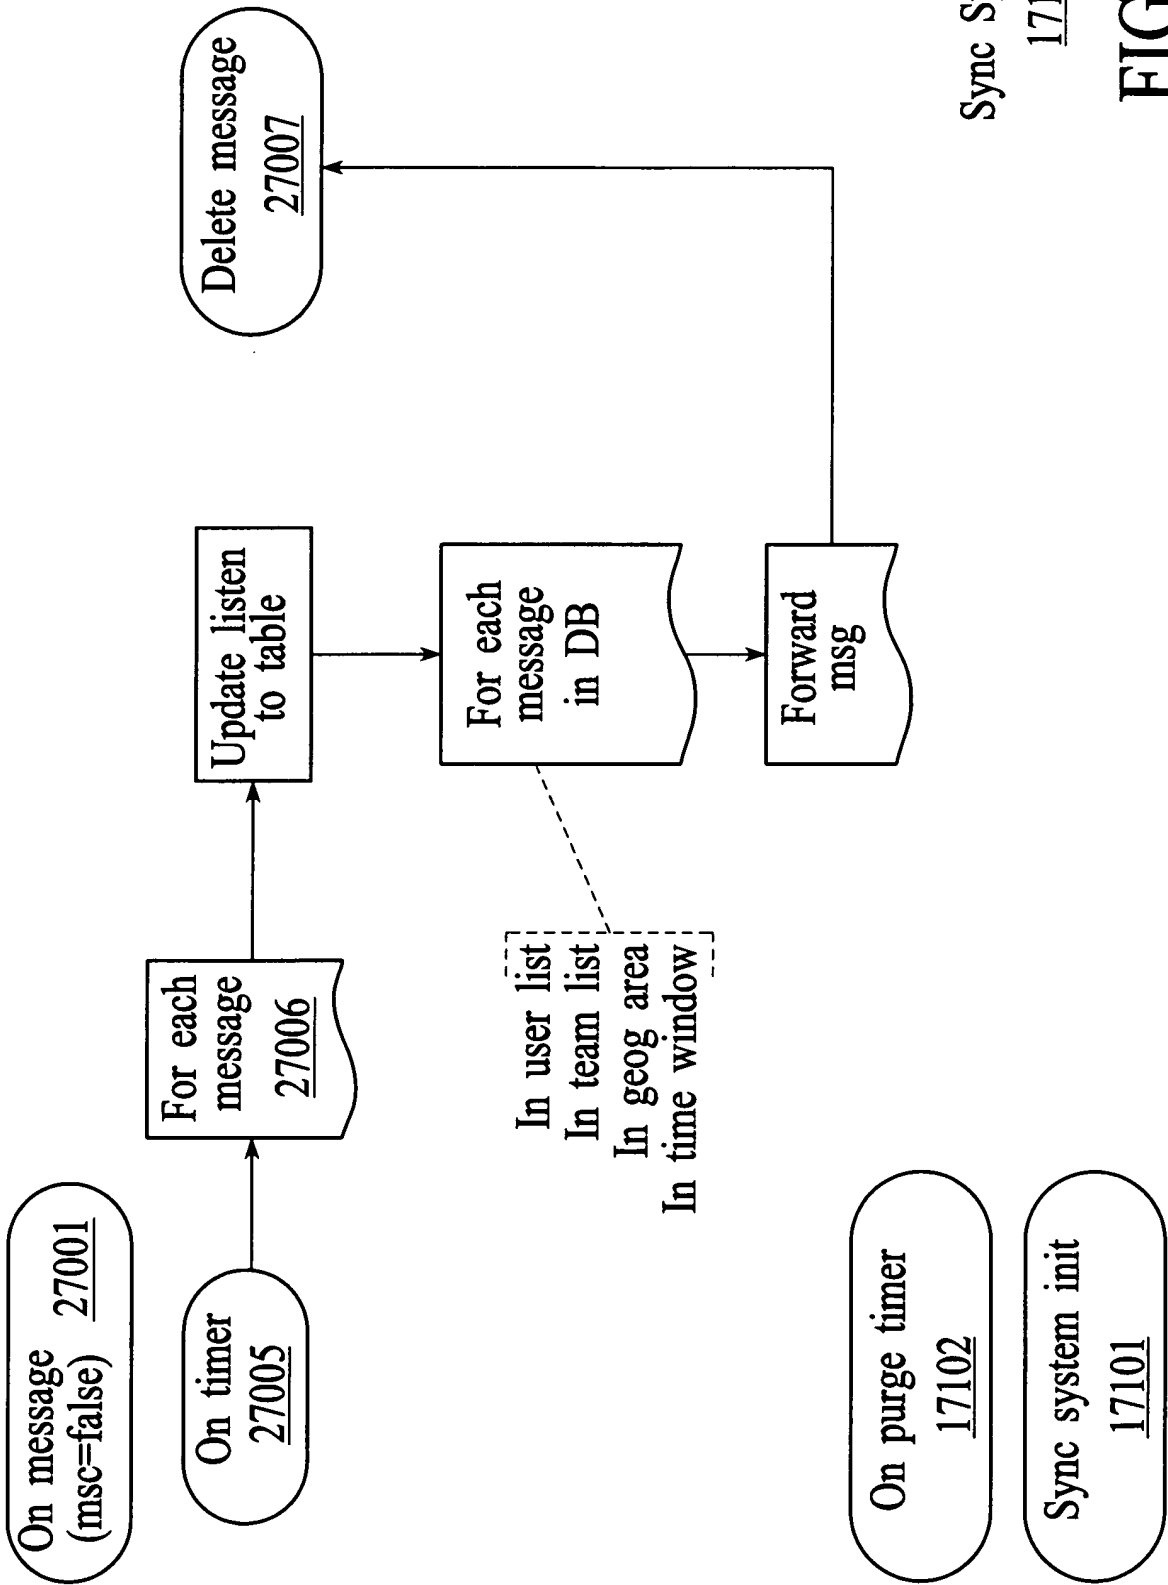 On message 27001
(msc=false)
On timer
27005
For each
message
27006
Update listen
to table
Delete message
27007
For each
message
in DB
In user list
In team list
In geog area
In time window
Forward
msg
On purge timer
17102
Sync system init
17101
Sync